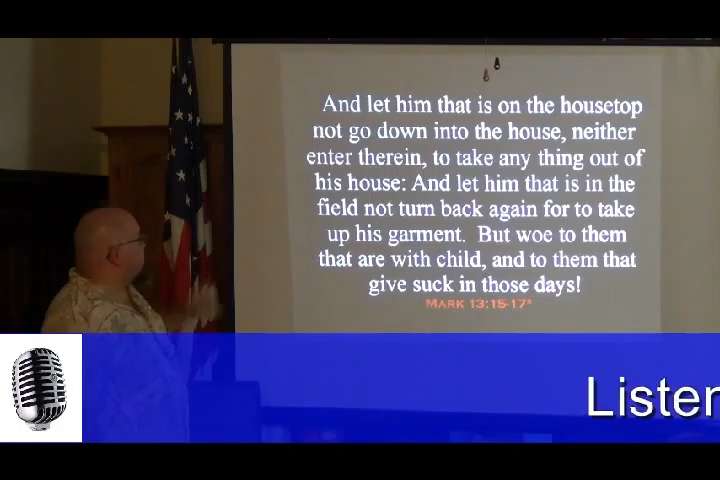 And let him that is on the housetop
not go down into the house, neither
enter therein, to take any thing out of
his house: And let him that is in the
field not turn back again for to take
up his garment. But woe to them
that are with child, and to them that
give suck in those days!
MARK 13:15-17*
Listen